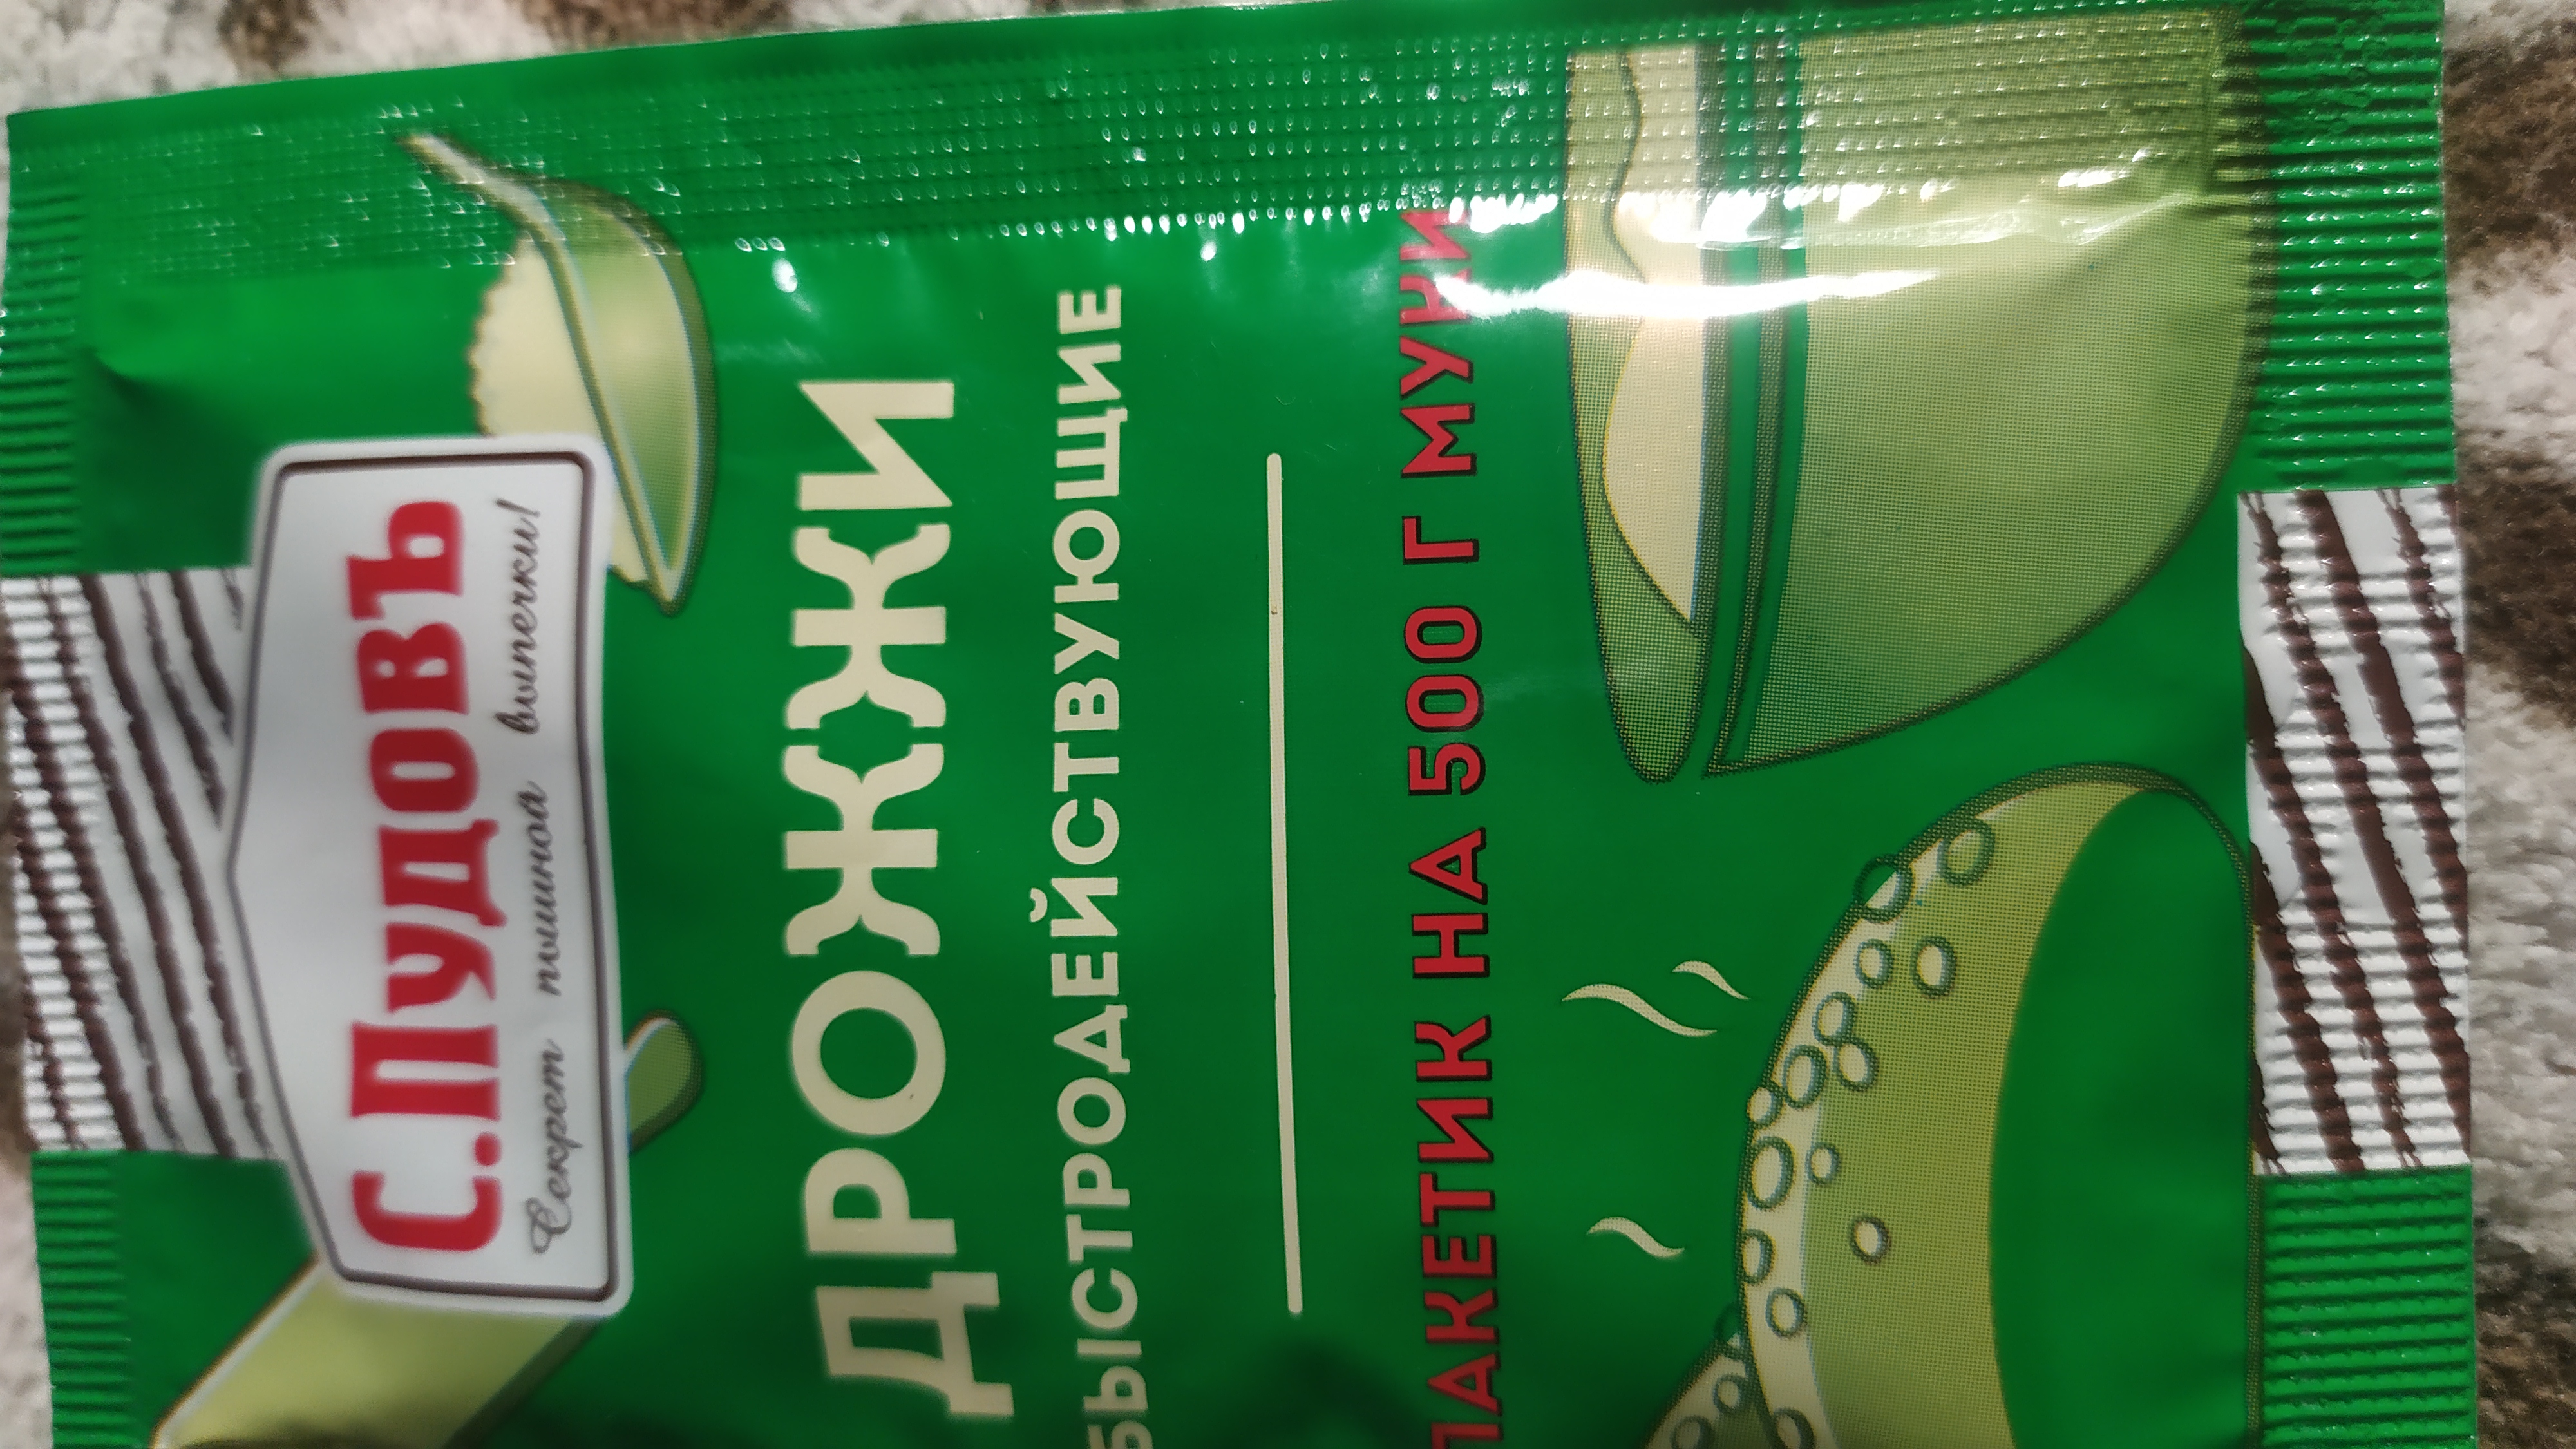 С.Пудовъ
Секрет пышной выпечки!
ДРОЖЖИ
БЫСТРОДЕЙСТВУЮЩИЕ
ПАКЕТИК НА 500 Г МУКИ